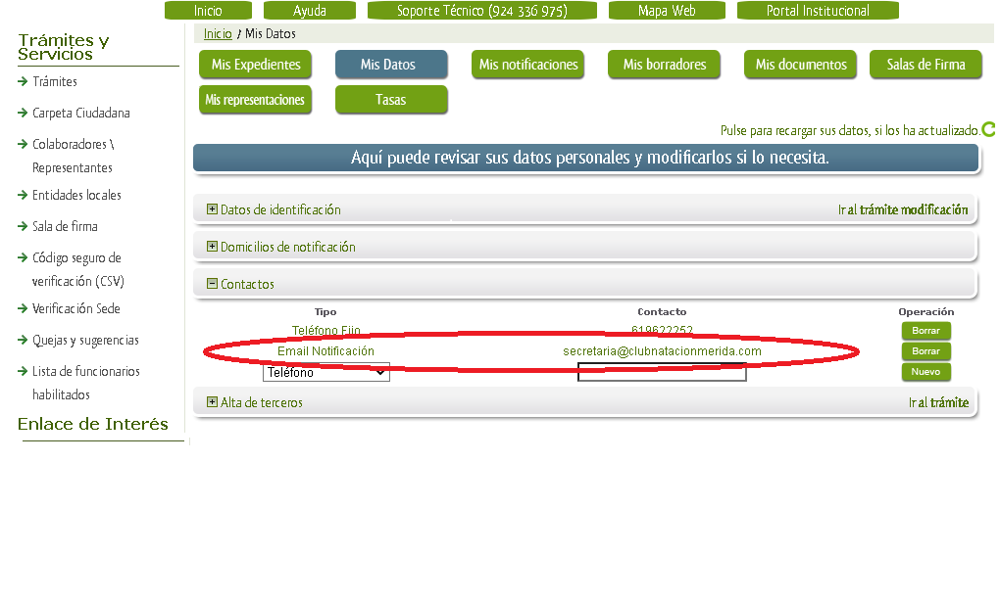 Inicio Ayuda Soporte Técnico (924 336 975) Mapa Web Portal Institucional
Trámites y
Servicios
Trámites
Carpeta Ciudadana
Colaboradores \
Representantes
Entidades locales
Sala de firma
Código seguro de
verificación (CSV)
Verificación Sede
Quejas y sugerencias
Lista de funcionarios
habilitados
Enlace de Interés
Inicio / Mis Datos
Mis Expedientes Mis Datos Mis notificaciones Mis borradores Mis documentos Salas de Firma
Mis representaciones Tasas
Pulse para recargar sus datos, si los ha actualizado.
Aquí puede revisar sus datos personales y modificarlos si lo necesita.
Datos de identificación Ir al trámite modificación
Domicilios de notificación
Contactos
Tipo Contacto Operación
Teléfono Fijo 619622252 Borrar
Email Notificación secretaria@clubnatacionmerida.com Borrar
Teléfono Nuevo
Alta de terceros Ir al trámite